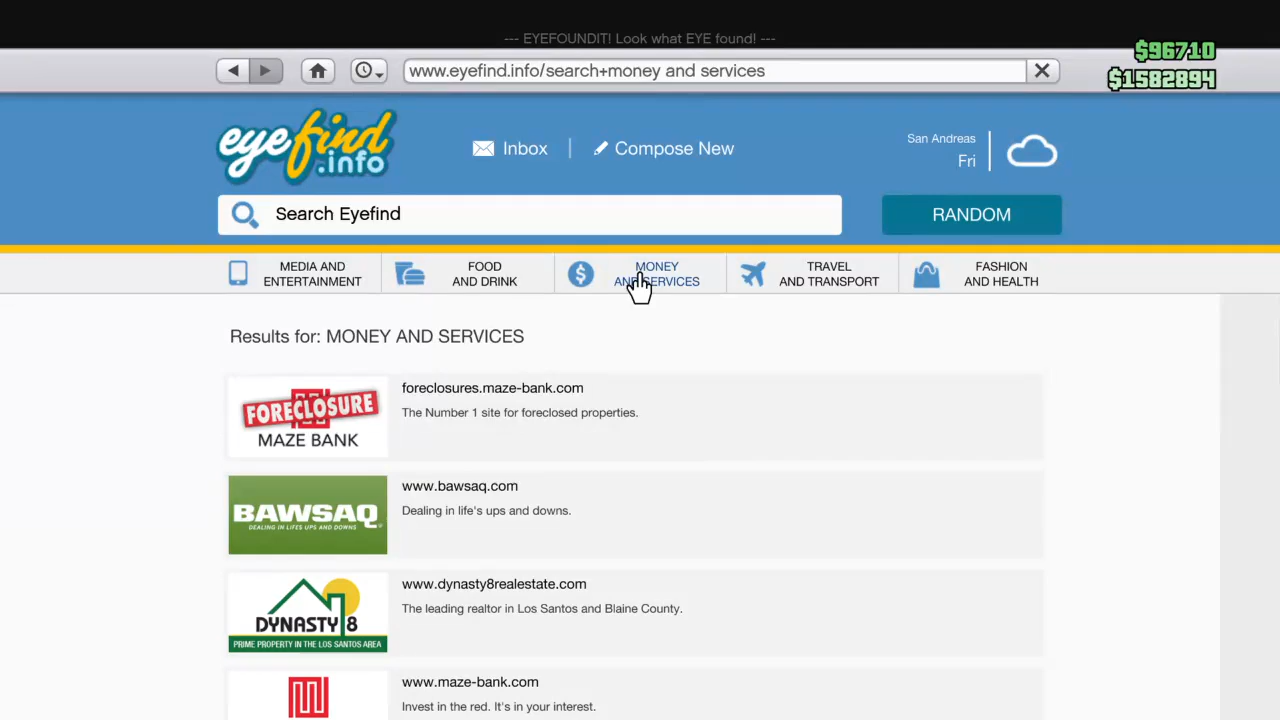 --- EYEFOUNDIT! Look what EYE found! ---
$96710
$1582894
www.eyefind.info/search+money and services
eyefind
.info
Inbox
Compose New
San Andreas
Fri
Search Eyefind
RANDOM
MEDIA AND
ENTERTAINMENT
FOOD
AND DRINK
MONEY
AND SERVICES
TRAVEL
AND TRANSPORT
FASHION
AND HEALTH
Results for: MONEY AND SERVICES
FORECLOSURE
MAZE BANK
foreclosures.maze-bank.com
The Number 1 site for foreclosed properties.
BAWSAQ
DEALING IN LIFE'S UPS AND DOWNS
www.bawsaq.com
Dealing in life's ups and downs.
DYNASTY 8
PRIME PROPERTY IN THE LOS SANTOS AREA
www.dynasty8realestate.com
The leading realtor in Los Santos and Blaine County.
www.maze-bank.com
Invest in the red. It's in your interest.